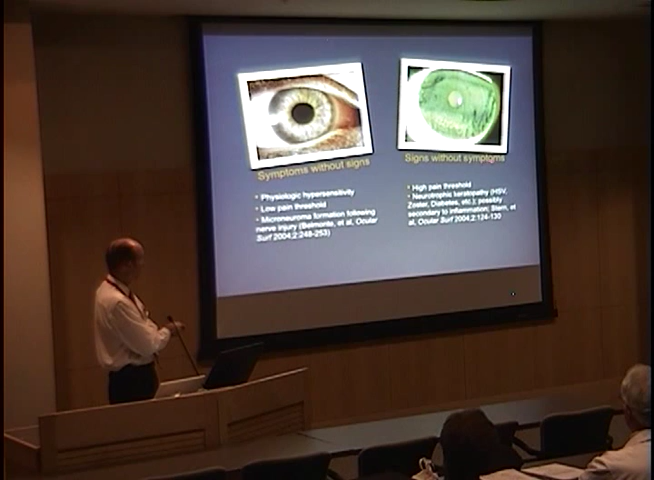 Symptoms without signs
• Physiologic hypersensitivity
• Low pain threshold
• Microneuroma formation following
nerve injury (Belmonte, et al, Ocular
Surf 2004;2:248-253)
Signs without symptoms
• High pain threshold
• Neurotrophic keratopathy (HSV,
Zoster, Diabetes, etc.); possibly
secondary to inflammation; Stern, et
al, Ocular Surf 2004;2:124-130